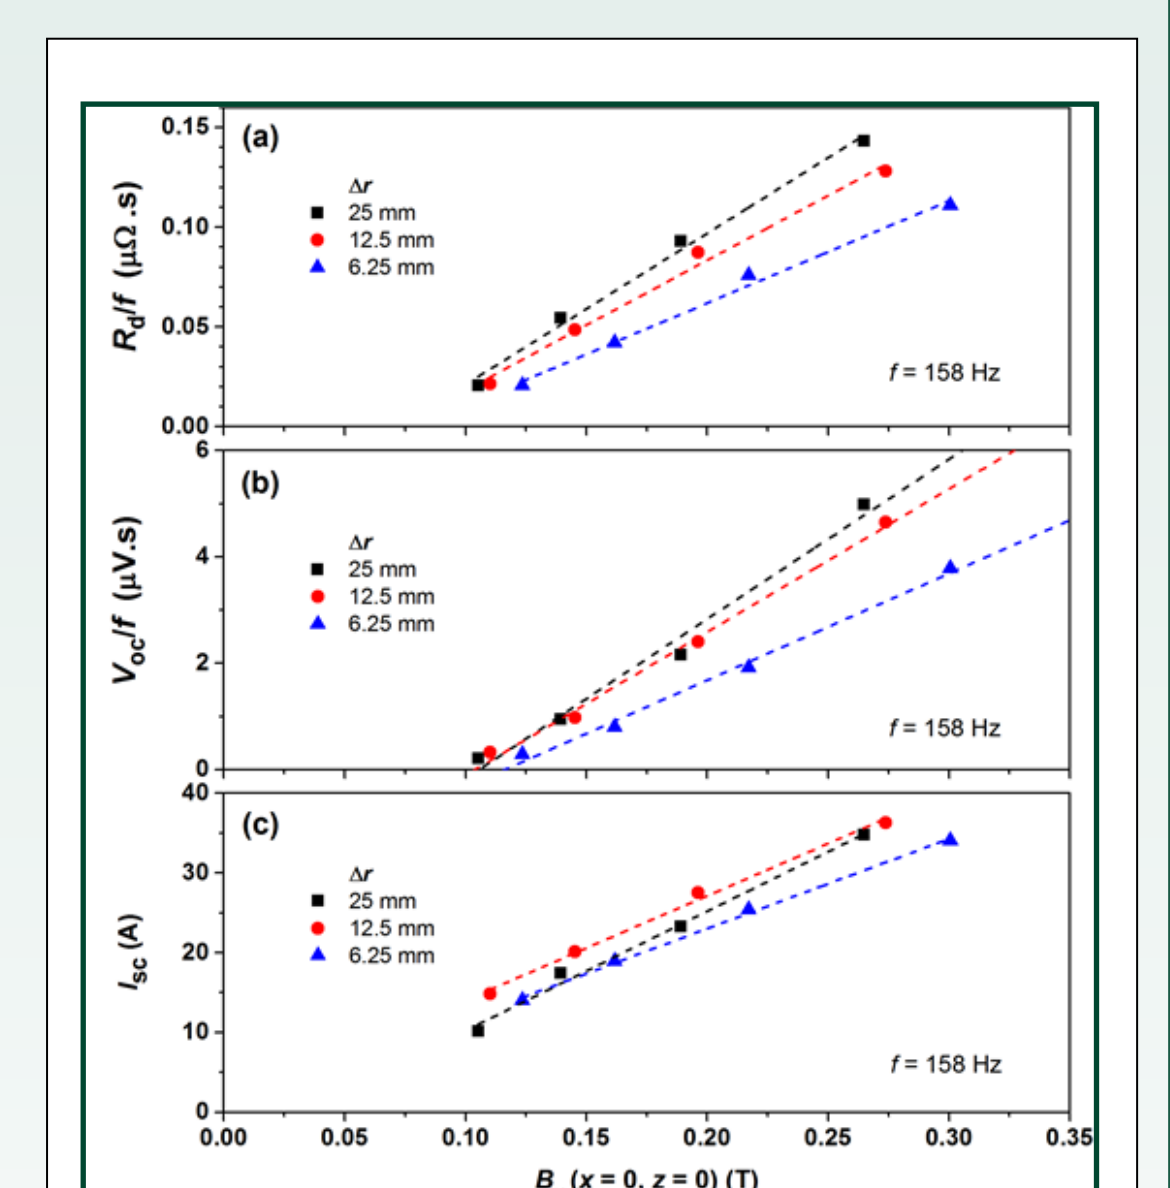 (a)
0.15
0.10
0.05
0.00
Rd/f (μΩ .s)
Δr
25 mm
12.5 mm
6.25 mm
f = 158 Hz
(b)
6
4
2
0
Voc/f (μV.s)
Δr
25 mm
12.5 mm
6.25 mm
f = 158 Hz
(c)
40
30
20
10
0
Isc (A)
Δr
25 mm
12.5 mm
6.25 mm
f = 158 Hz
0.00 0.05 0.10 0.15 0.20 0.25 0.30 0.35
B (x = 0, z = 0) (T)